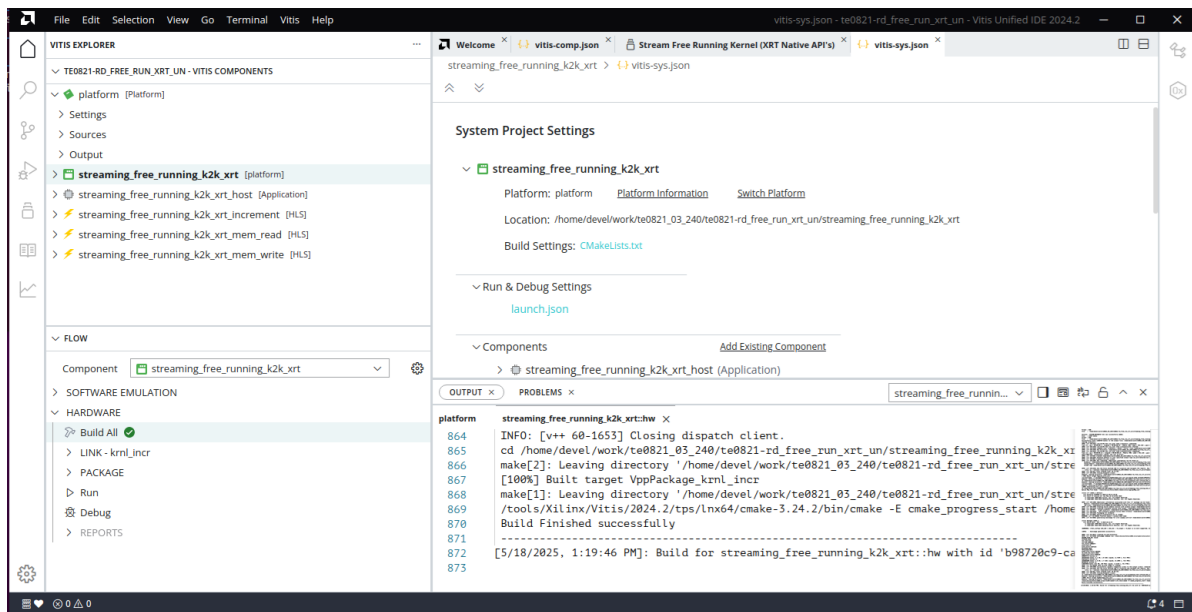 File Edit Selection View Go Terminal Vitis Help
vitis-sys.json - te0821-rd_free_run_xrt_un - Vitis Unified IDE 2024.2
VITIS EXPLORER
TE0821-RD_FREE_RUN_XRT_UN - VITIS COMPONENTS
platform [Platform]
Settings
Sources
Output
streaming_free_running_k2k_xrt [platform]
streaming_free_running_k2k_xrt_host [Application]
streaming_free_running_k2k_xrt_increment [HLS]
streaming_free_running_k2k_xrt_mem_read [HLS]
streaming_free_running_k2k_xrt_mem_write [HLS]
FLOW
Component streaming_free_running_k2k_xrt
SOFTWARE EMULATION
HARDWARE
Build All
LINK - krnl_incr
PACKAGE
Run
Debug
REPORTS
Welcome vitis-comp.json Stream Free Running Kernel (XRT Native API's) vitis-sys.json
streaming_free_running_k2k_xrt > {..} vitis-sys.json
System Project Settings
streaming_free_running_k2k_xrt
Platform: platform Platform Information Switch Platform
Location: /home/devel/work/te0821_03_240/te0821-rd_free_run_xrt_un/streaming_free_running_k2k_xrt
Build Settings: CMakeLists.txt
Run & Debug Settings
launch.json
Components Add Existing Component
streaming_free_running_k2k_xrt_host (Application)
OUTPUT × PROBLEMS × streaming_free_runnin...
platform streaming_free_running_k2k_xrt::hw ×
864 INFO: [v++ 60-1653] Closing dispatch client.
865 cd /home/devel/work/te0821_03_240/te0821-rd_free_run_xrt_un/streaming_free_running_k2k_xr
866 make[2]: Leaving directory '/home/devel/work/te0821_03_240/te0821-rd_free_run_xrt_un/stre
867 [100%] Built target VppPackage_krnl_incr
868 make[1]: Leaving directory '/home/devel/work/te0821_03_240/te0821-rd_free_run_xrt_un/stre
869 /tools/Xilinx/Vitis/2024.2/tps/lnx64/cmake-3.24.2/bin/cmake -E cmake_progress_start /home
870 Build Finished successfully
871 ----------------------------------------------------------------
872 [5/18/2025, 1:19:46 PM]: Build for streaming_free_running_k2k_xrt::hw with id 'b98720c9-ca
873
0 0
4